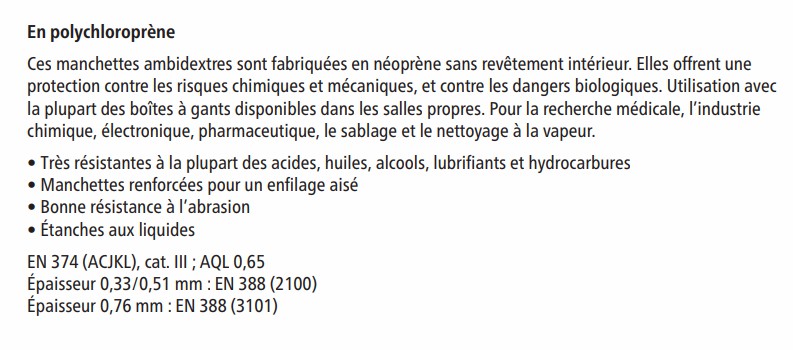 En polychloroprène
Ces manchettes ambidextres sont fabriquées en néoprène sans revêtement intérieur. Elles offrent une
protection contre les risques chimiques et mécaniques, et contre les dangers biologiques. Utilisation avec
la plupart des boîtes à gants disponibles dans les salles propres. Pour la recherche médicale, l’industrie
chimique, électronique, pharmaceutique, le sablage et le nettoyage à la vapeur.
• Très résistantes à la plupart des acides, huiles, alcools, lubrifiants et hydrocarbures
• Manchettes renforcées pour un enfilage aisé
• Bonne résistance à l’abrasion
• Étanches aux liquides
EN 374 (ACJKL), cat. III ; AQL 0,65
Épaisseur 0,33/0,51 mm : EN 388 (2100)
Épaisseur 0,76 mm : EN 388 (3101)